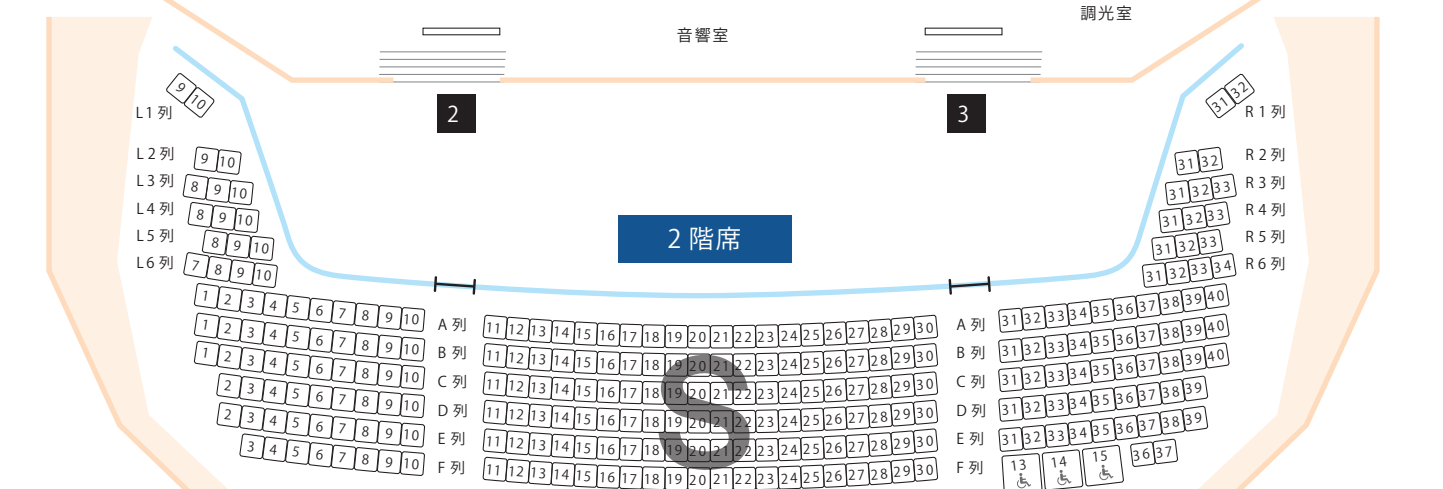 調光室
音響室
2
3
9 10
L1列
31 32
R1列
L2列 9 10
31 32 R2列
L3列 8 9 10
31 32 33 R3列
L4列 8 9 10
31 32 33 R4列
2階席
L5列 8 9 10
31 32 33 R5列
L6列 7 8 9 10
31 32 33 34 R6列
1 2 3 4 5 6 7 8 9 10 A列 11 12 13 14 15 16 17 18 19 20 21 22 23 24 25 26 27 28 29 30 A列 31 32 33 34 35 36 37 38 39 40
1 2 3 4 5 6 7 8 9 10 B列 11 12 13 14 15 16 17 18 19 20 21 22 23 24 25 26 27 28 29 30 B列 31 32 33 34 35 36 37 38 39 40
1 2 3 4 5 6 7 8 9 10 C列 11 12 13 14 15 16 17 18 19 20 21 22 23 24 25 26 27 28 29 30 C列 31 32 33 34 35 36 37 38 39 40
S
2 3 4 5 6 7 8 9 10 D列 11 12 13 14 15 16 17 18 19 20 21 22 23 24 25 26 27 28 29 30 D列 31 32 33 34 35 36 37 38 39
2 3 4 5 6 7 8 9 10 E列 11 12 13 14 15 16 17 18 19 20 21 22 23 24 25 26 27 28 29 30 E列 31 32 33 34 35 36 37 38 39
3 4 5 6 7 8 9 10 F列 11 12 13 14 15 16 17 18 19 20 21 22 23 24 25 26 27 28 29 30 F列 13 14 15 36 37